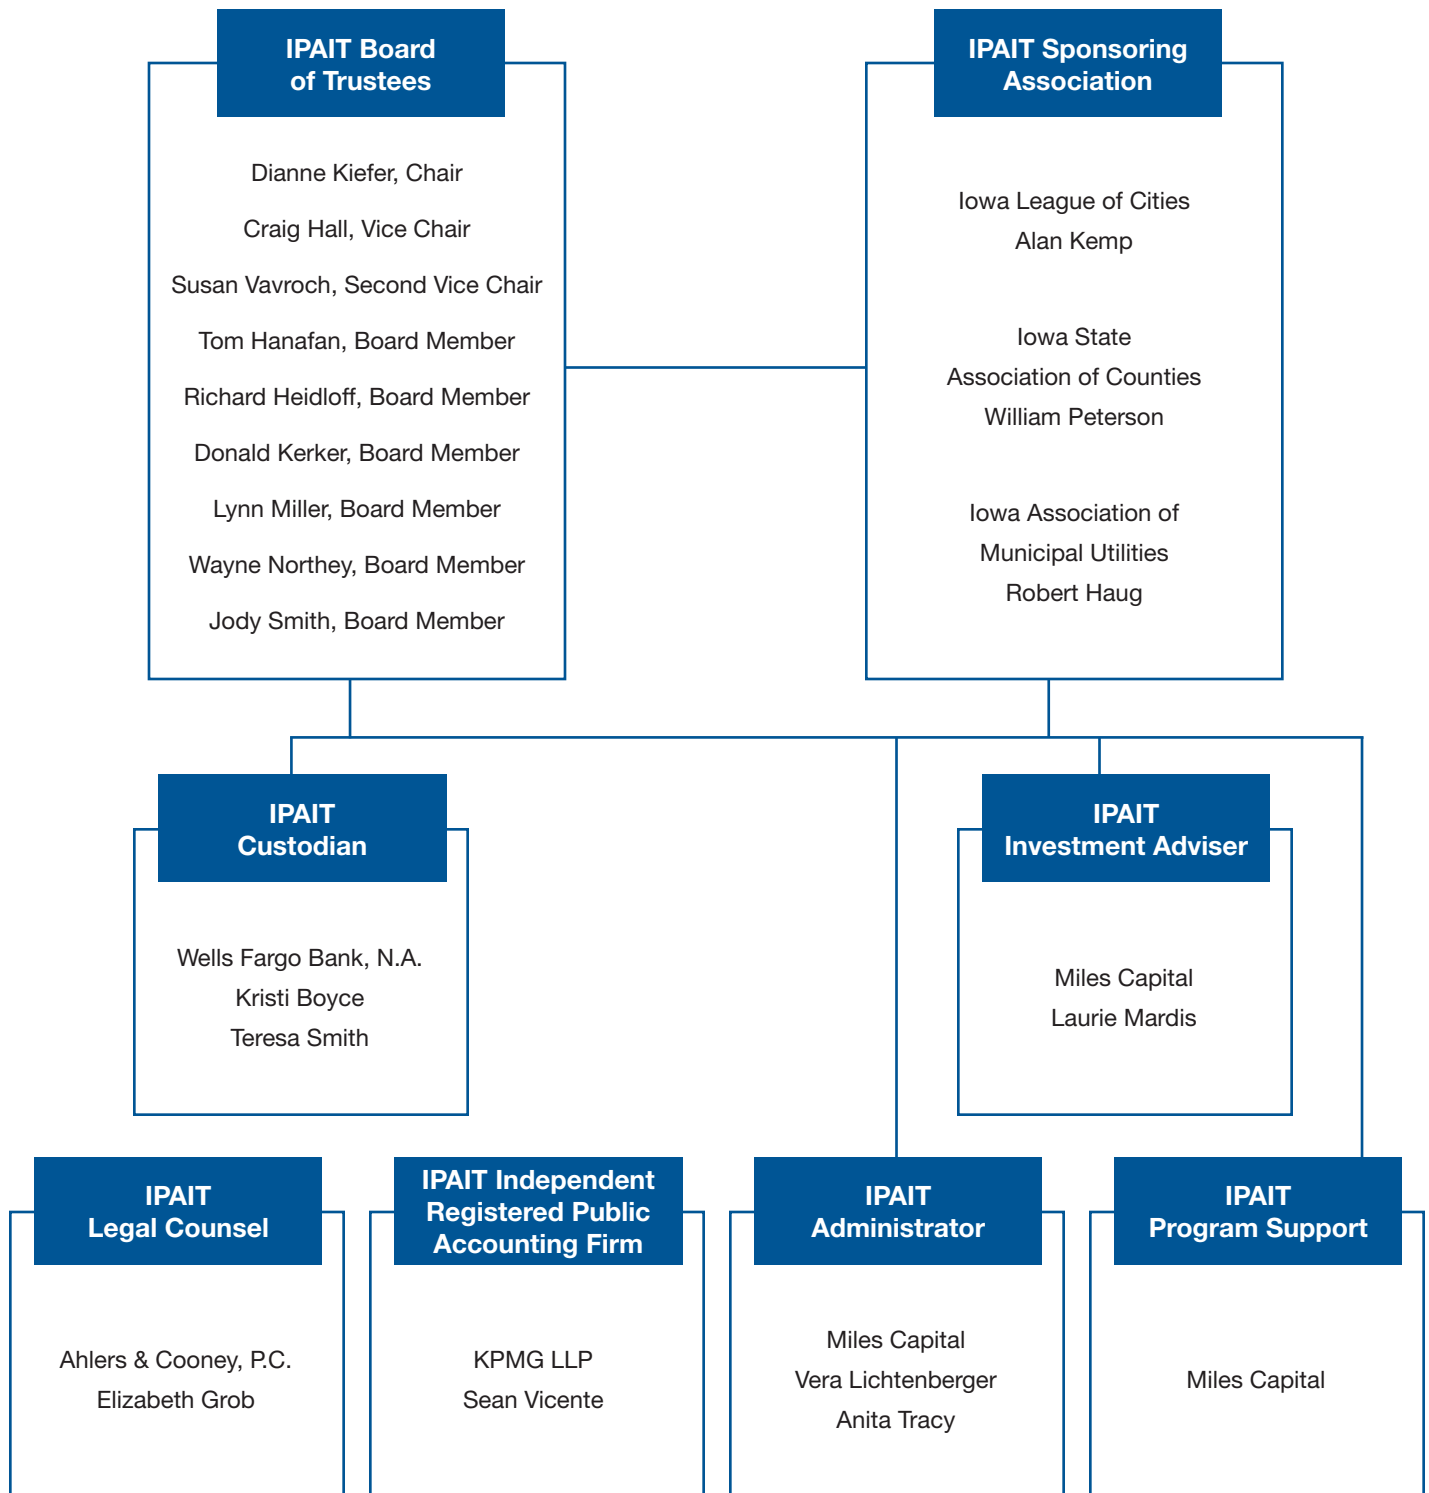 IPAIT Board
of Trustees
Dianne Kiefer, Chair
Craig Hall, Vice Chair
Susan Vavroch, Second Vice Chair
Tom Hanafan, Board Member
Richard Heidloff, Board Member
Donald Kerker, Board Member
Lynn Miller, Board Member
Wayne Northey, Board Member
Jody Smith, Board Member
IPAIT Sponsoring
Association
Iowa League of Cities
Alan Kemp
Iowa State
Association of Counties
William Peterson
Iowa Association of
Municipal Utilities
Robert Haug
IPAIT
Custodian
Wells Fargo Bank, N.A.
Kristi Boyce
Teresa Smith
IPAIT
Investment Adviser
Miles Capital
Laurie Mardis
IPAIT
Legal Counsel
Ahlers & Cooney, P.C.
Elizabeth Grob
IPAIT Independent
Registered Public
Accounting Firm
KPMG LLP
Sean Vicente
IPAIT
Administrator
Miles Capital
Vera Lichtenberger
Anita Tracy
IPAIT
Program Support
Miles Capital